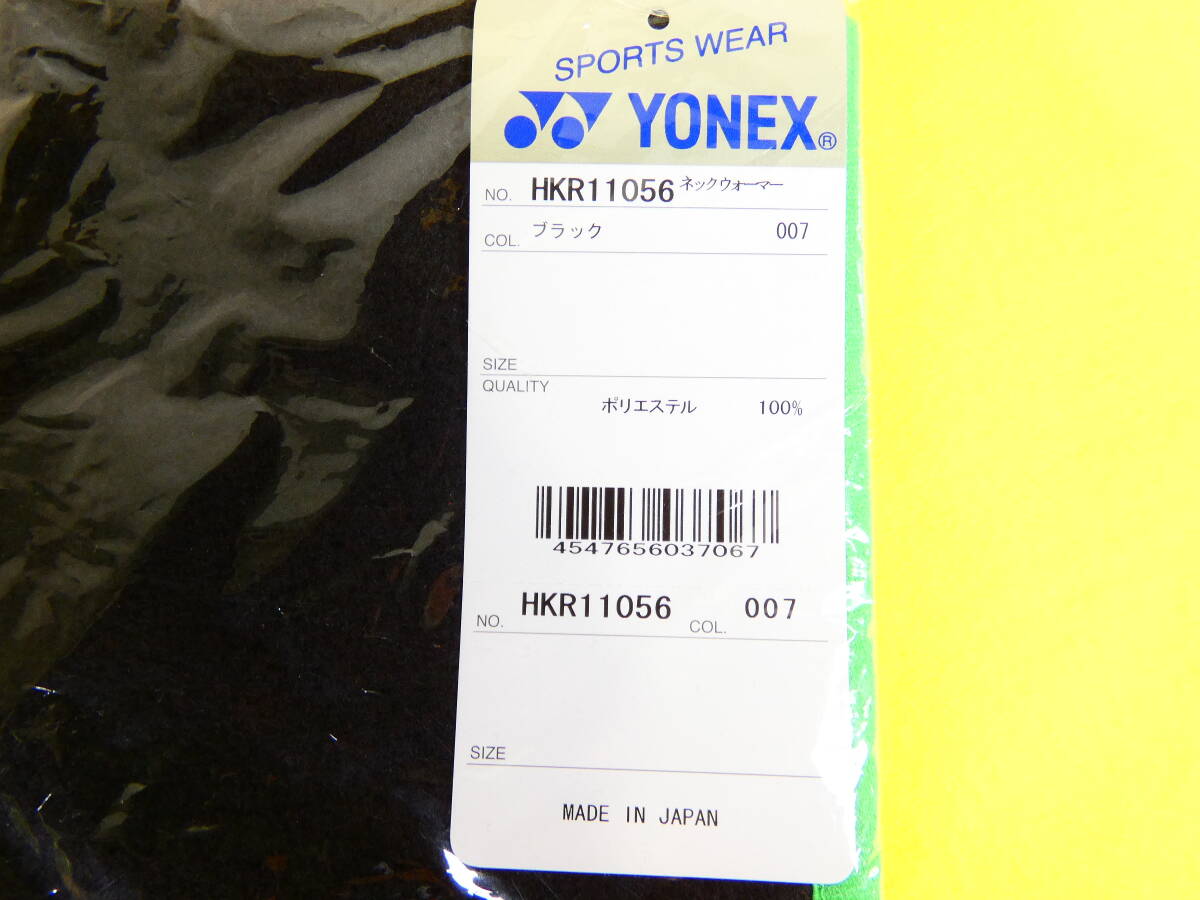 SPORTS WEAR
YONEX®
NO. HKR11056 ネックウォーマー
COL. ブラック 007
SIZE
QUALITY
ポリエステル 100%
4547656037067
NO. HKR11056 COL. 007
SIZE
MADE IN JAPAN